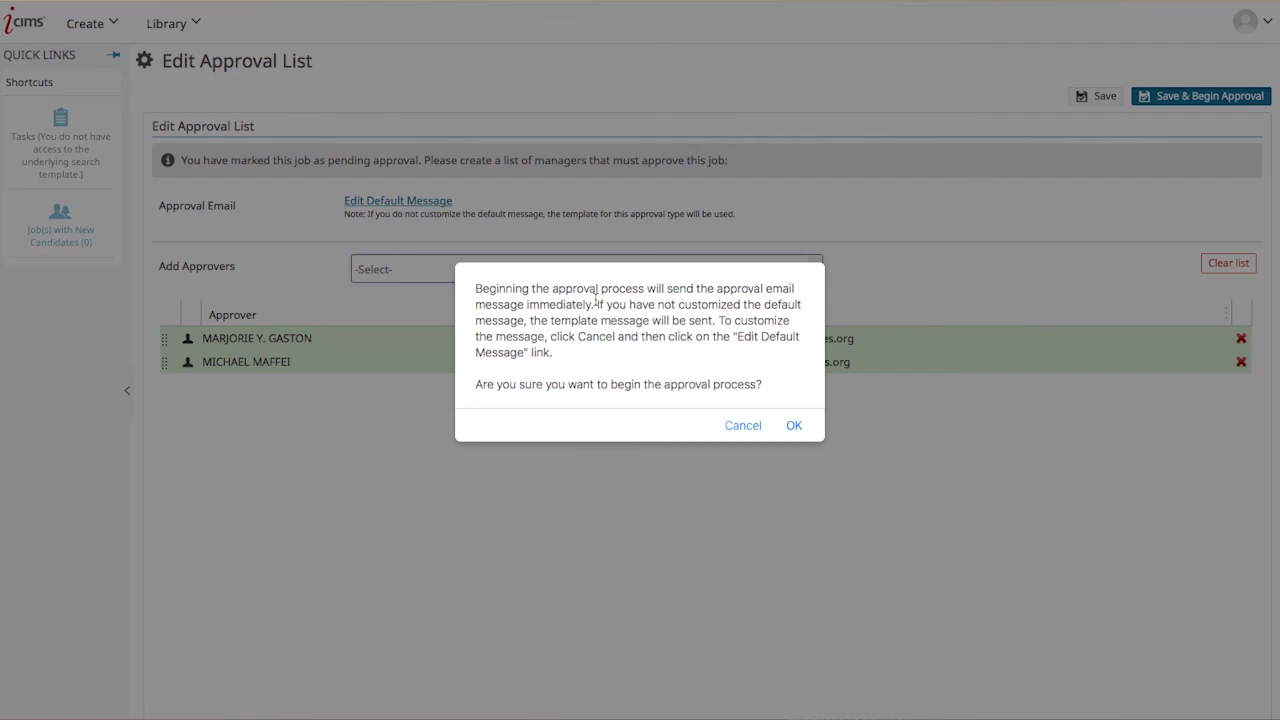 icims
Create
Library
QUICK LINKS
Shortcuts
Tasks (You do not have
access to the
underlying search
template.)
Job(s) with New
Candidates (0)
Edit Approval List
Save
Save & Begin Approval
Edit Approval List
You have marked this job as pending approval. Please create a list of managers that must approve this job:
Approval Email
Edit Default Message
Note: If you do not customize the default message, the template for this approval type will be used.
Add Approvers
-Select-
Clear list
Approver
MARJORIE Y. GASTON
es.org
MICHAEL MAFFEI
s.org
Beginning the approval process will send the approval email
message immediately. If you have not customized the default
message, the template message will be sent. To customize
the message, click Cancel and then click on the "Edit Default
Message" link.
Are you sure you want to begin the approval process?
Cancel
OK